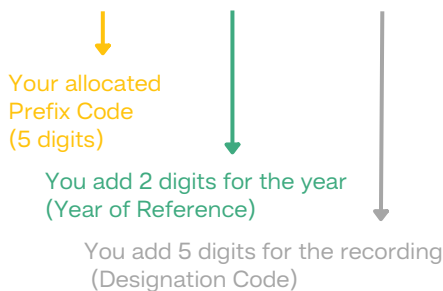 Your allocated
Prefix Code
(5 digits)
You add 2 digits for the year
(Year of Reference)
You add 5 digits for the recording
(Designation Code)